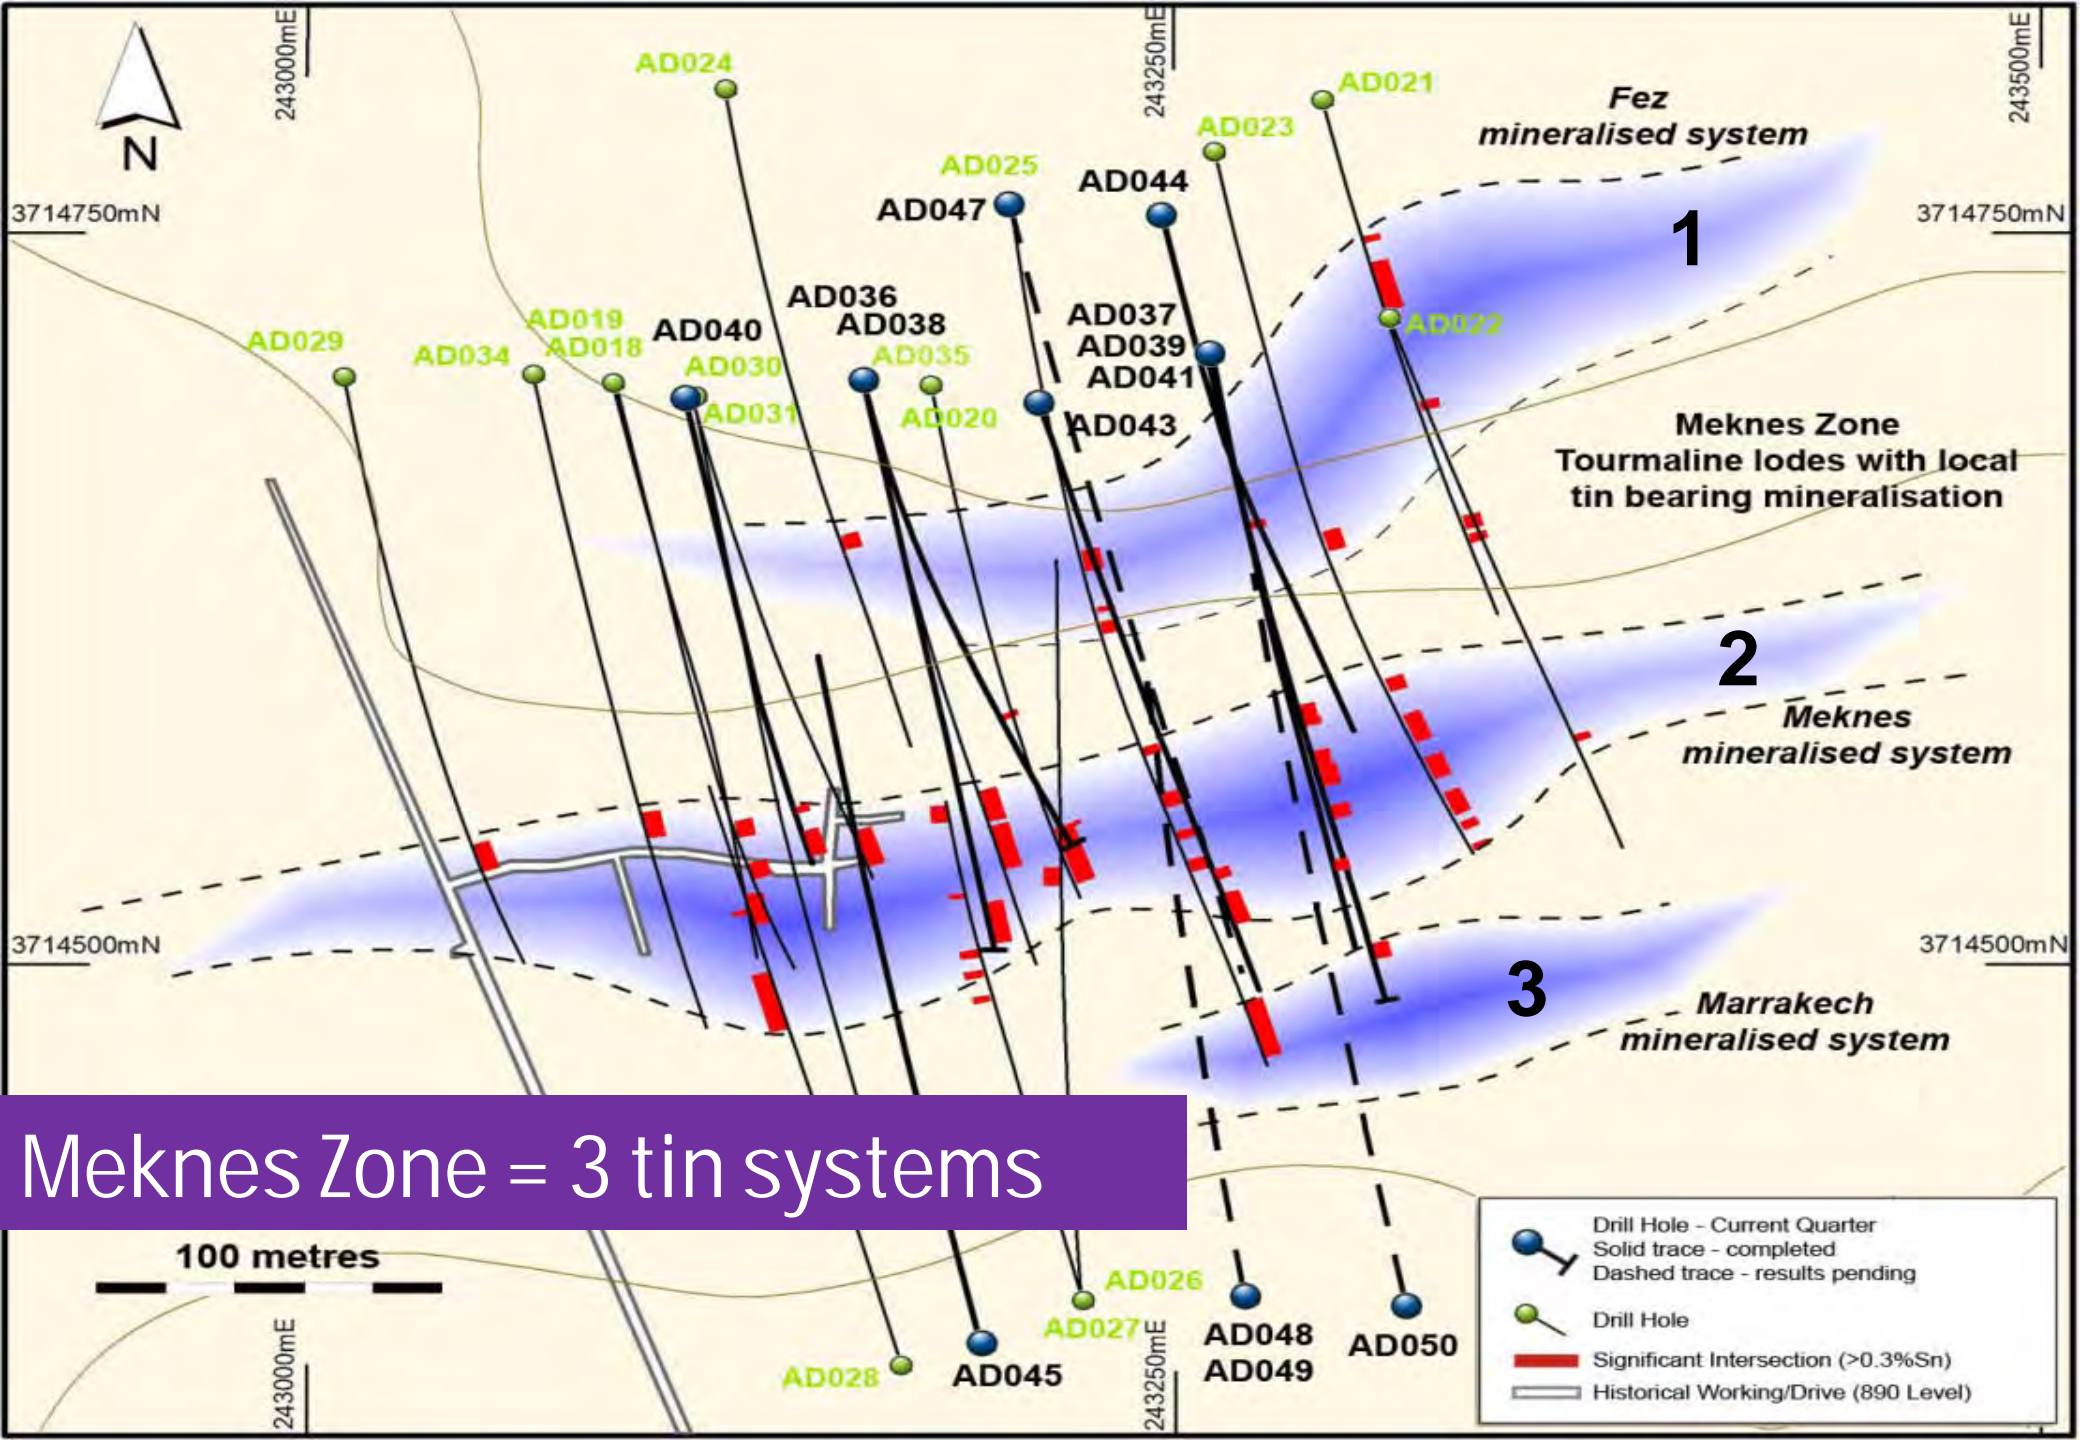 243000mE
243250mE
243500mE
N
AD024
AD021
AD023
Fez
mineralised system
AD025
AD047
AD044
3714750mN
3714750mN
1
AD036
AD038
AD037
AD039
AD041
AD019
AD018
AD040
AD029
AD034
AD030
AD031
AD035
AD020
AD043
AD022
Meknes Zone
Tourmaline lodes with local
tin bearing mineralisation
2
Meknes
mineralised system
3714500mN
3714500mN
3
Marrakech
mineralised system
Meknes Zone = 3 tin systems
100 metres
AD026
AD027
AD028
AD045
AD048
AD049
AD050
243000mE
243250mE
Drill Hole - Current Quarter
Solid trace - completed
Dashed trace - results pending
Drill Hole
Significant Intersection (>0.3%Sn)
Historical Working/Drive (890 Level)